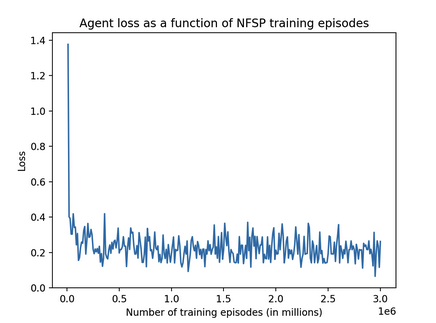 Agent loss as a function of NFSP training episodes
1.4
1.2
1.0
0.8
0.6
0.4
0.2
0.0
Loss
0.0 0.5 1.0 1.5 2.0 2.5 3.0
1e6
Number of training episodes (in millions)